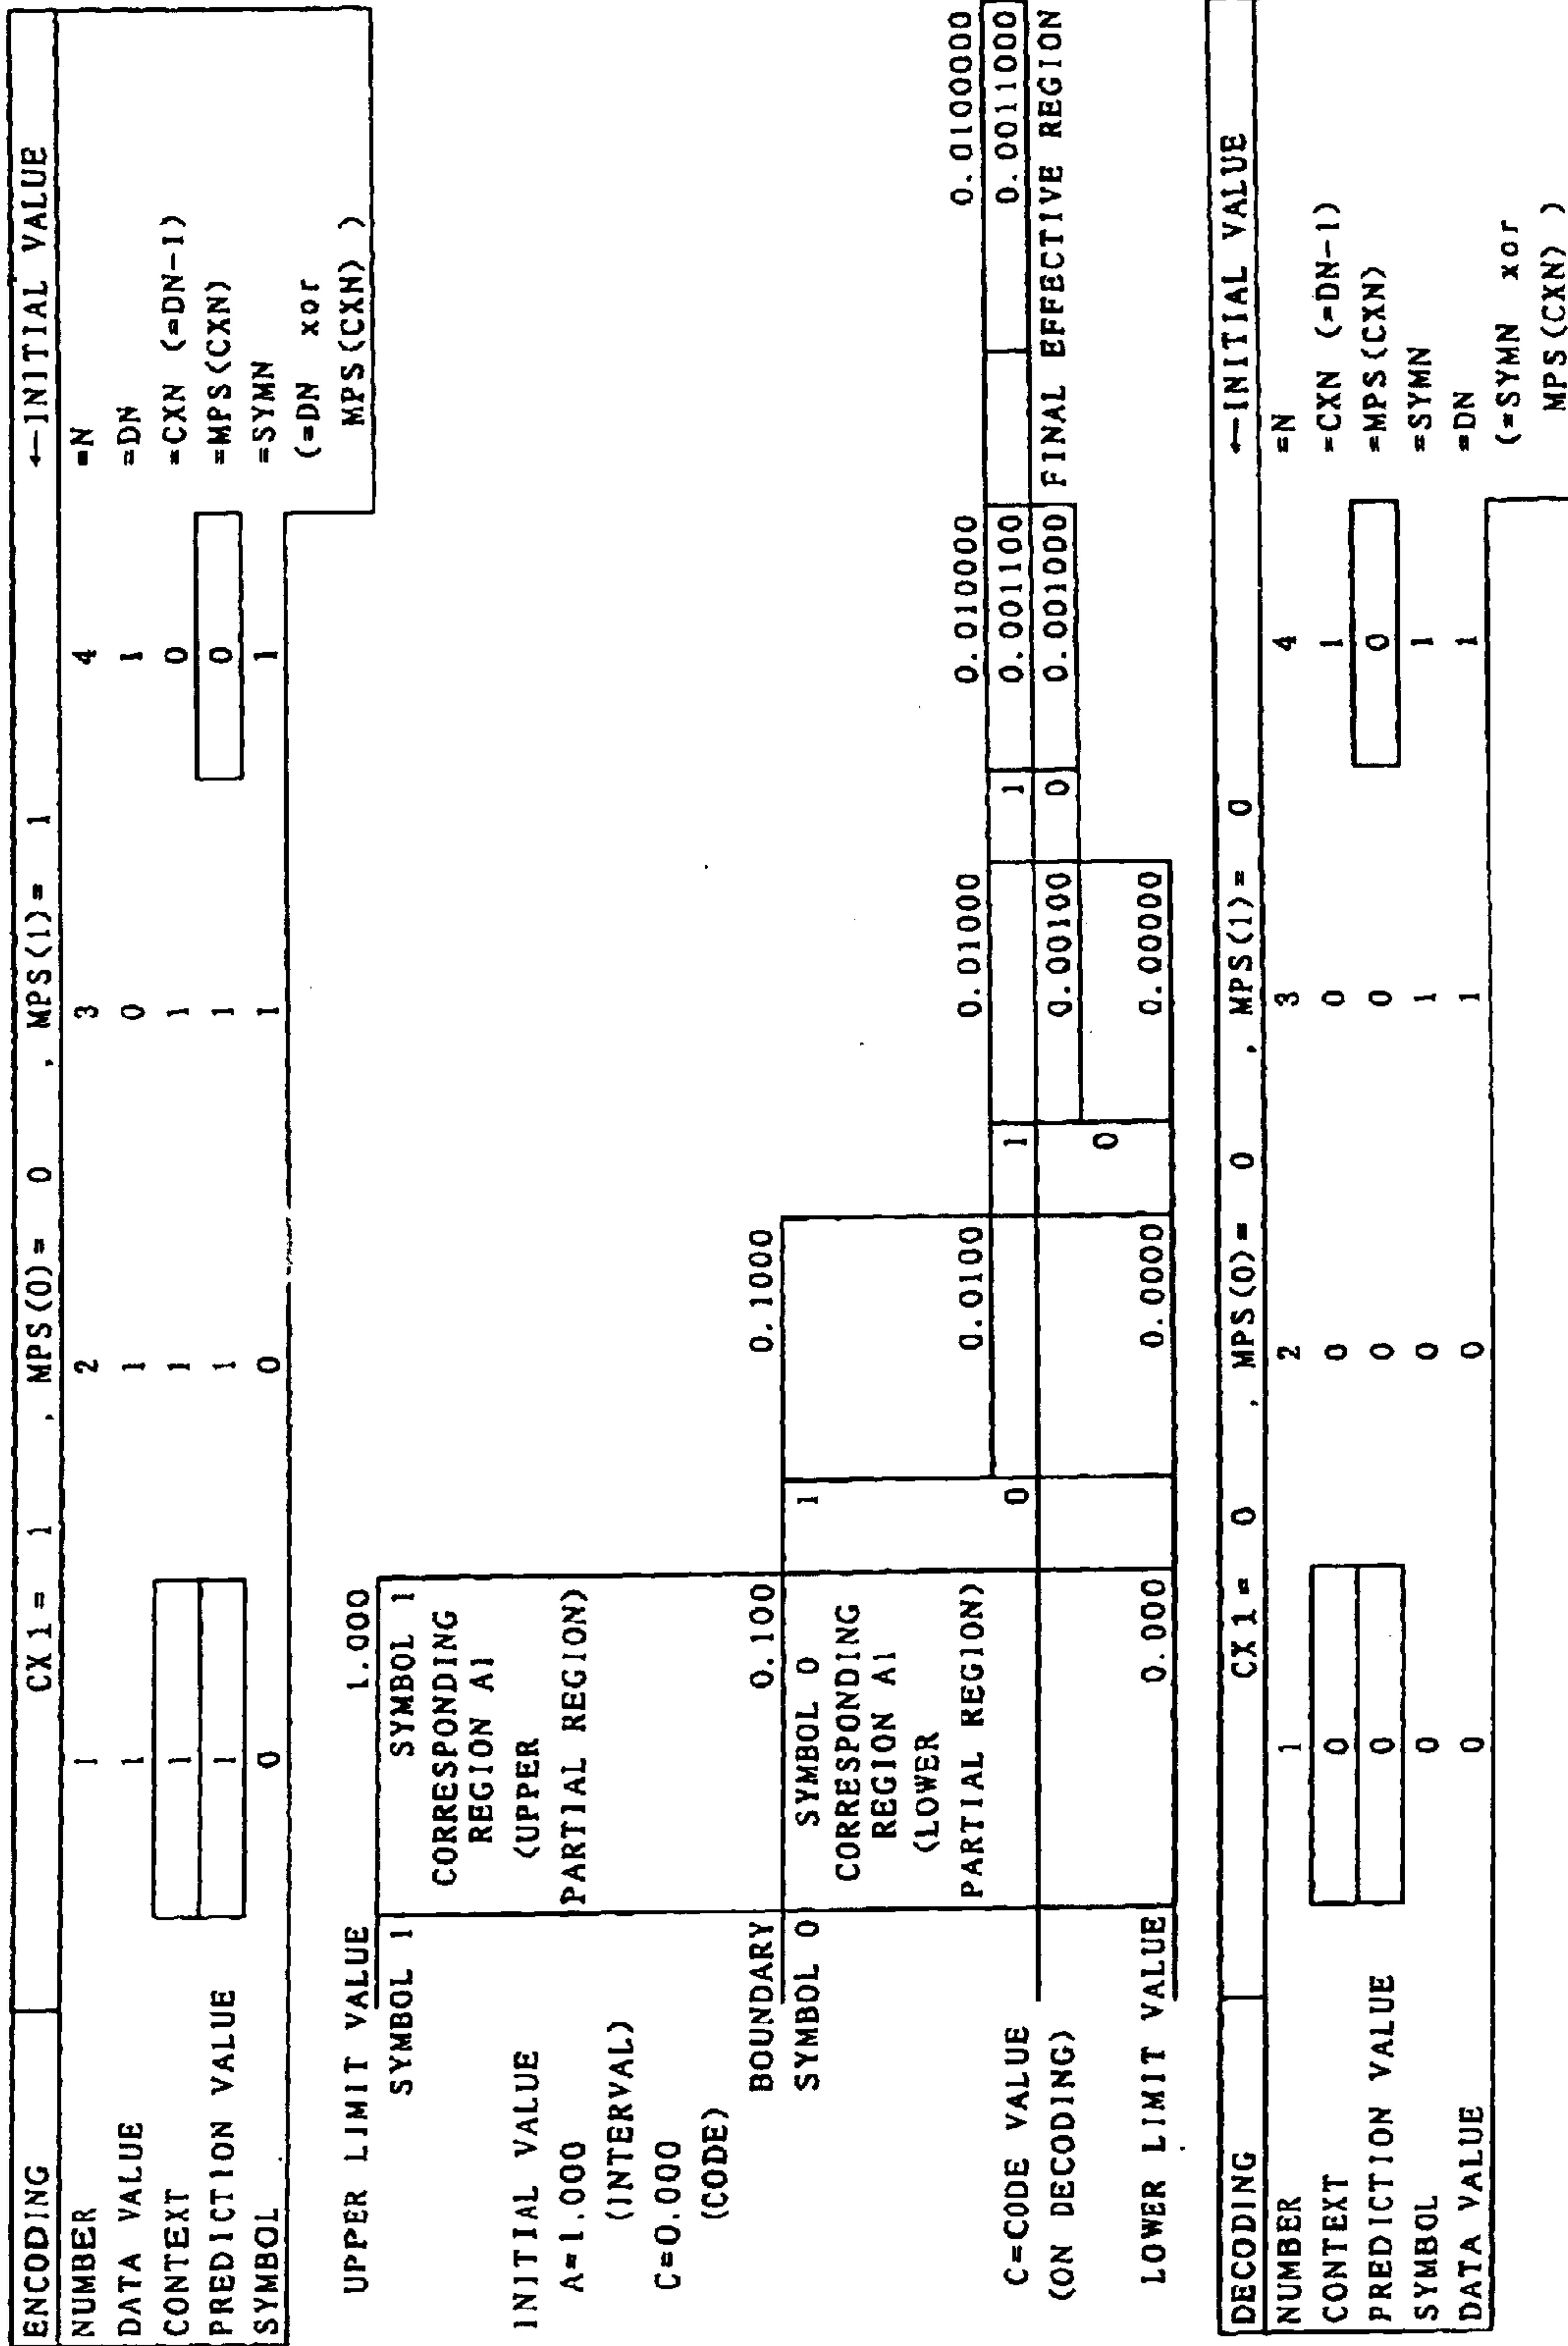 ENCODING CX1= 1 , MPS(0)= 0 , MPS(1)= 1 ←INITIAL VALUE
NUMBER 1 2 3 4 =N
DATA VALUE 1 1 0 1 =DN
CONTEXT 1 1 1 0 =CXN (=DN-1)
PREDICTION VALUE 1 1 1 0 =MPS(CXN)
SYMBOL 0 0 1 1 =SYMN
(=DN xor
MPS(CXN) )
UPPER LIMIT VALUE 1.000
SYMBOL 1 SYMBOL 1
CORRESPONDING
REGION A1
(UPPER
PARTIAL REGION)
INITIAL VALUE
A=1.000
(INTERVAL)
C=0.000
(CODE)
BOUNDARY 0.100 0.1000
SYMBOL 0 SYMBOL 0 1
CORRESPONDING
REGION A1
(LOWER
PARTIAL REGION) 0.0100 0.01000 0.010000 0.0100000
C=CODE VALUE 0 1 1 0.001100 0.0011000
(ON DECODING) 0.00100 0 0.001000 FINAL EFFECTIVE REGION
0
LOWER LIMIT VALUE 0.000 0.0000 0.00000
DECODING CX1= 0 , MPS(0)= 0 , MPS(1)= 0 ←INITIAL VALUE
NUMBER 1 2 3 4 =N
CONTEXT 0 0 0 1 =CXN (=DN-1)
PREDICTION VALUE 0 0 0 0 =MPS(CXN)
SYMBOL 0 0 1 1 =SYMN
DATA VALUE 0 0 1 1 =DN
(=SYMN xor
MPS(CXN) )